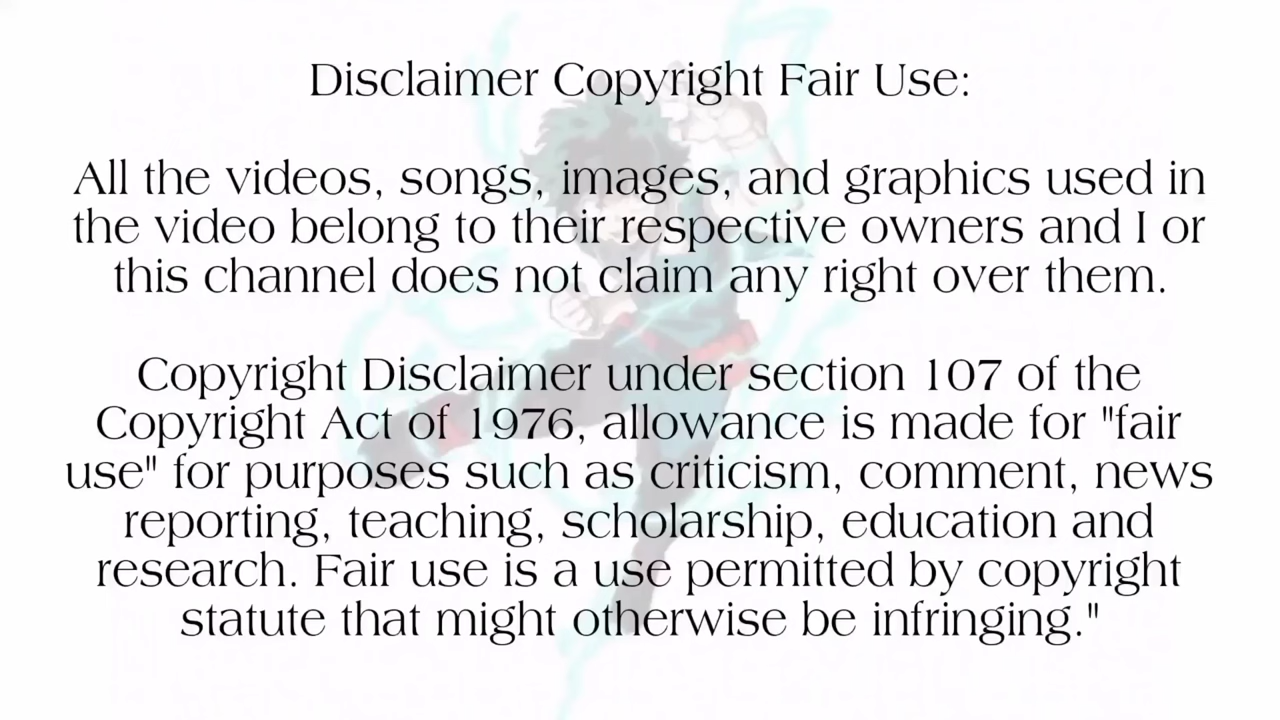 Disclaimer Copyright Fair Use:
All the videos, songs, images, and graphics used in
the video belong to their respective owners and I or
this channel does not claim any right over them.
Copyright Disclaimer under section 107 of the
Copyright Act of 1976, allowance is made for "fair
use" for purposes such as criticism, comment, news
reporting, teaching, scholarship, education and
research. Fair use is a use permitted by copyright
statute that might otherwise be infringing."